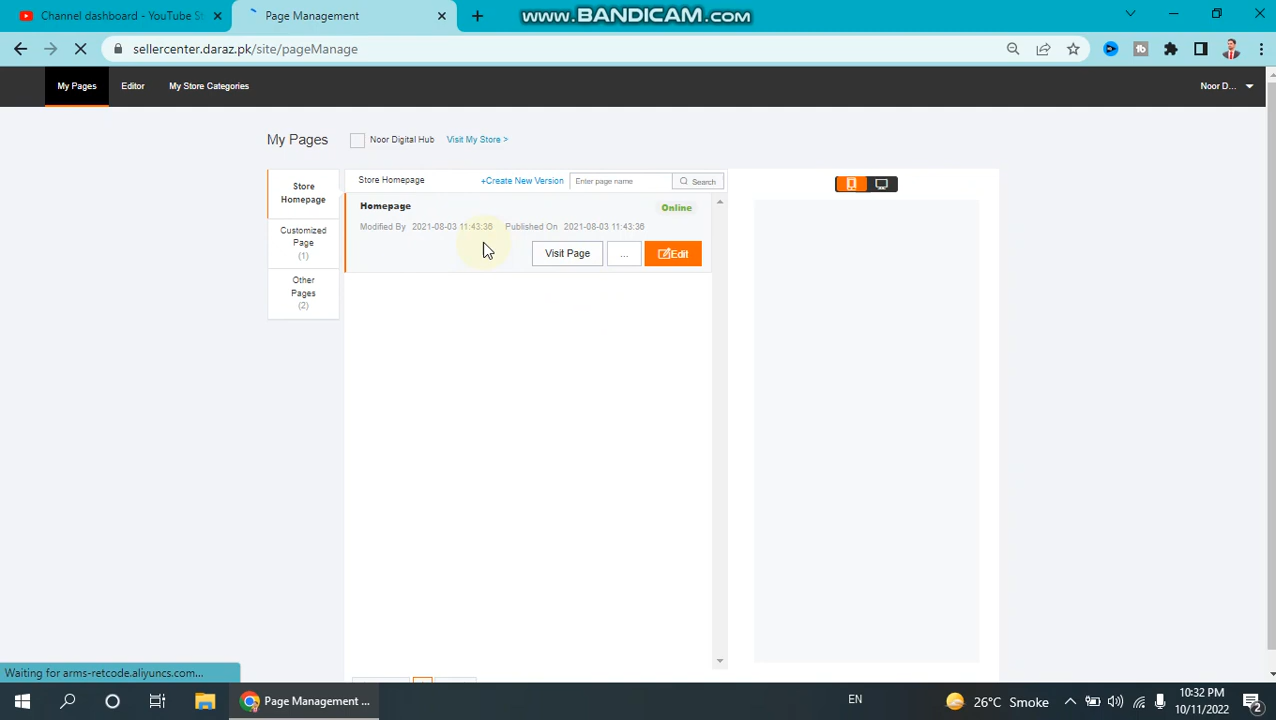 Channel dashboard - YouTube St
Page Management
www.BANDICAM.com
sellercenter.daraz.pk/site/pageManage
My Pages
Editor
My Store Categories
Noor D...
My Pages
Noor Digital Hub
Visit My Store >
Store Homepage
Store Homepage
+Create New Version
Enter page name
Search
Homepage
Online
Modified By 2021-08-03 11:43:36 Published On 2021-08-03 11:43:36
Customized Page (1)
Visit Page
...
Edit
Other Pages (2)
Waiting for arms-retcode.aliyuncs.com...
Page Management ...
EN
26°C Smoke
10:32 PM
10/11/2022
2